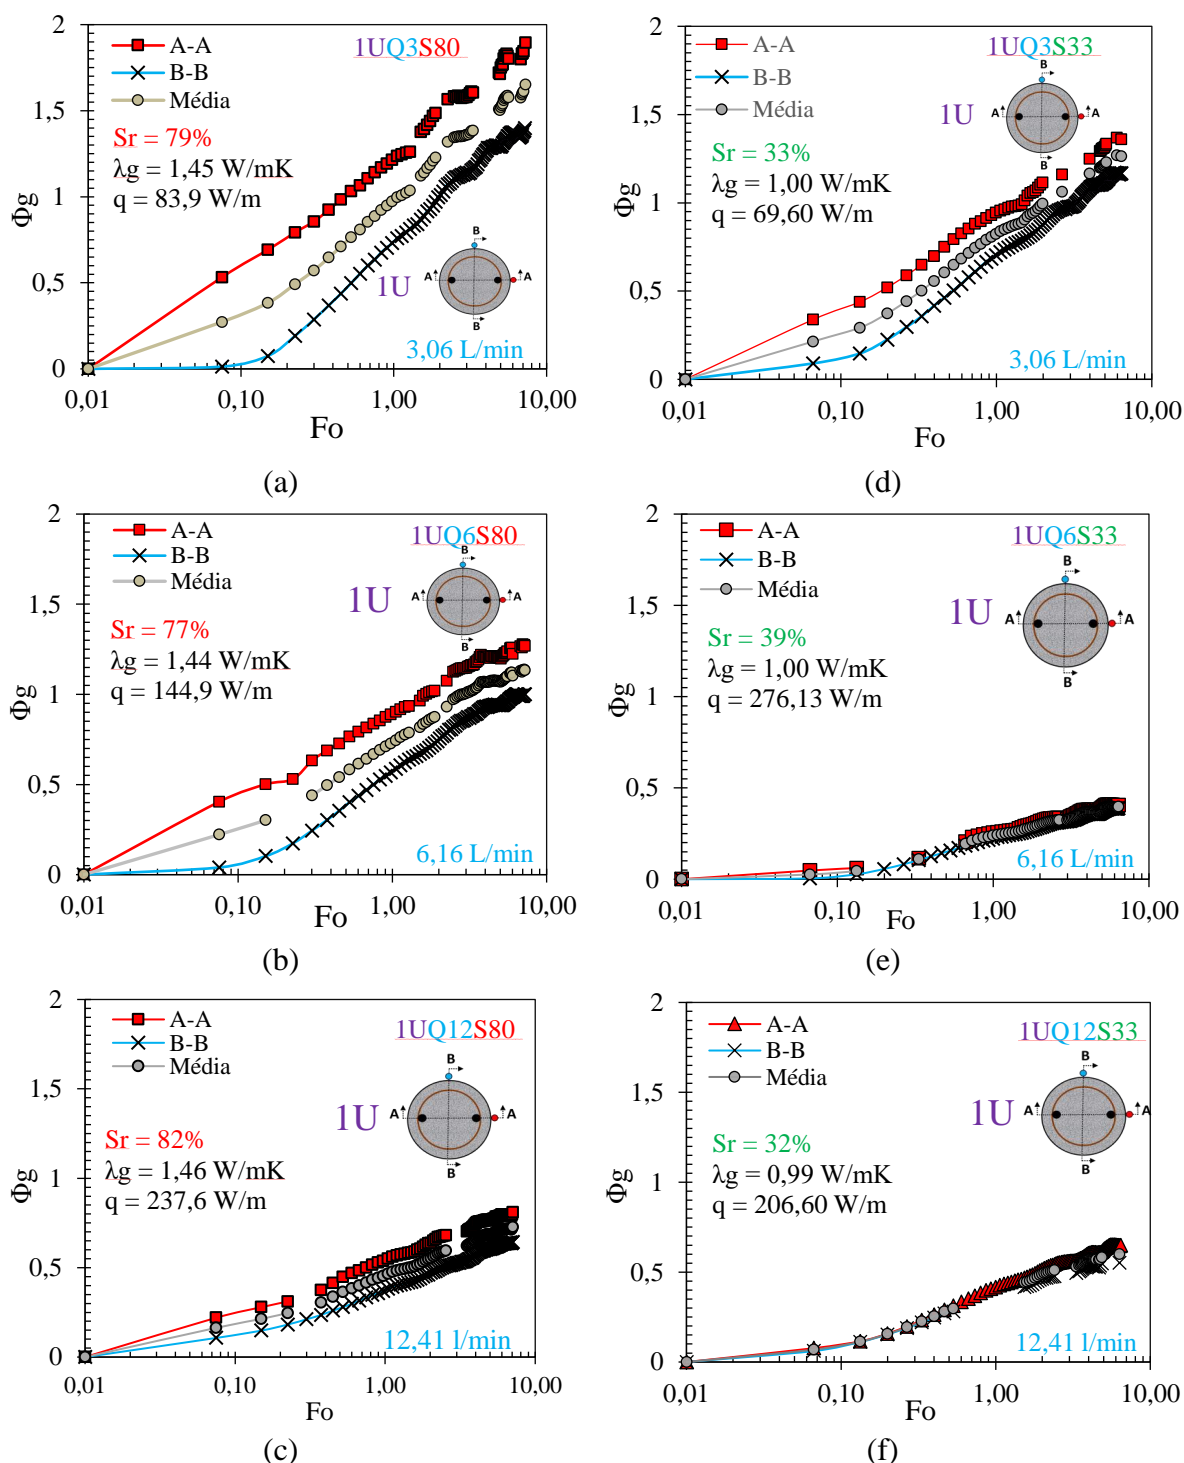 2
1,5
1
0,5
0
Φg
A-A
B-B
Média
1UQ3S80
Sr = 79%
λg = 1,45 W/mK
q = 83,9 W/m
1U
B
A
A
B
3,06 L/min
0,01
0,10
1,00
10,00
Fo
(a)
2
1,5
1
0,5
0
Φg
A-A
B-B
Média
1UQ3S33
Sr = 33%
λg = 1,00 W/mK
q = 69,60 W/m
1U
B
A
A
B
3,06 L/min
0,01
0,10
1,00
10,00
Fo
(d)
2
1,5
1
0,5
0
Φg
A-A
B-B
Média
1UQ6S80
Sr = 77%
λg = 1,44 W/mK
q = 144,9 W/m
1U
B
A
A
B
6,16 L/min
0,01
0,10
1,00
10,00
Fo
(b)
2
1,5
1
0,5
0
Φg
A-A
B-B
Média
1UQ6S33
Sr = 39%
λg = 1,00 W/mK
q = 276,13 W/m
1U
B
A
A
B
6,16 L/min
0,01
0,10
1,00
10,00
Fo
(e)
2
1,5
1
0,5
0
Φg
A-A
B-B
Média
1UQ12S80
Sr = 82%
λg = 1,46 W/mK
q = 237,6 W/m
1U
B
A
A
B
12,41 l/min
0,01
0,10
1,00
10,00
Fo
(c)
2
1,5
1
0,5
0
Φg
A-A
B-B
Média
1UQ12S33
Sr = 32%
λg = 0,99 W/mK
q = 206,60 W/m
1U
B
A
A
B
12,41 l/min
0,01
0,10
1,00
10,00
Fo
(f)